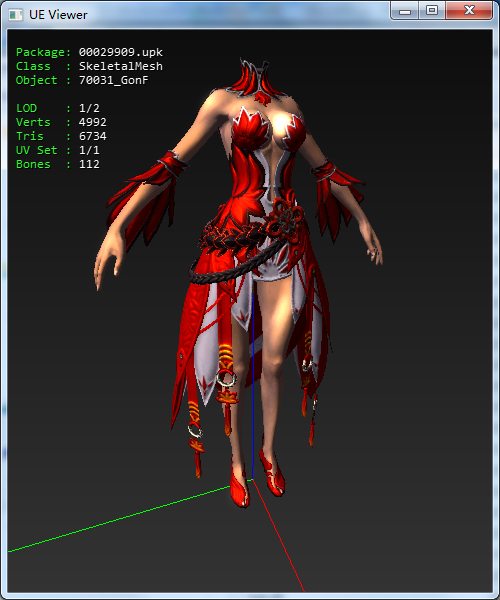 UE Viewer
Package: 00029909.upk
Class : SkeletalMesh
Object : 70031_GonF
LOD : 1/2
Verts : 4992
Tris : 6734
UV Set : 1/1
Bones : 112